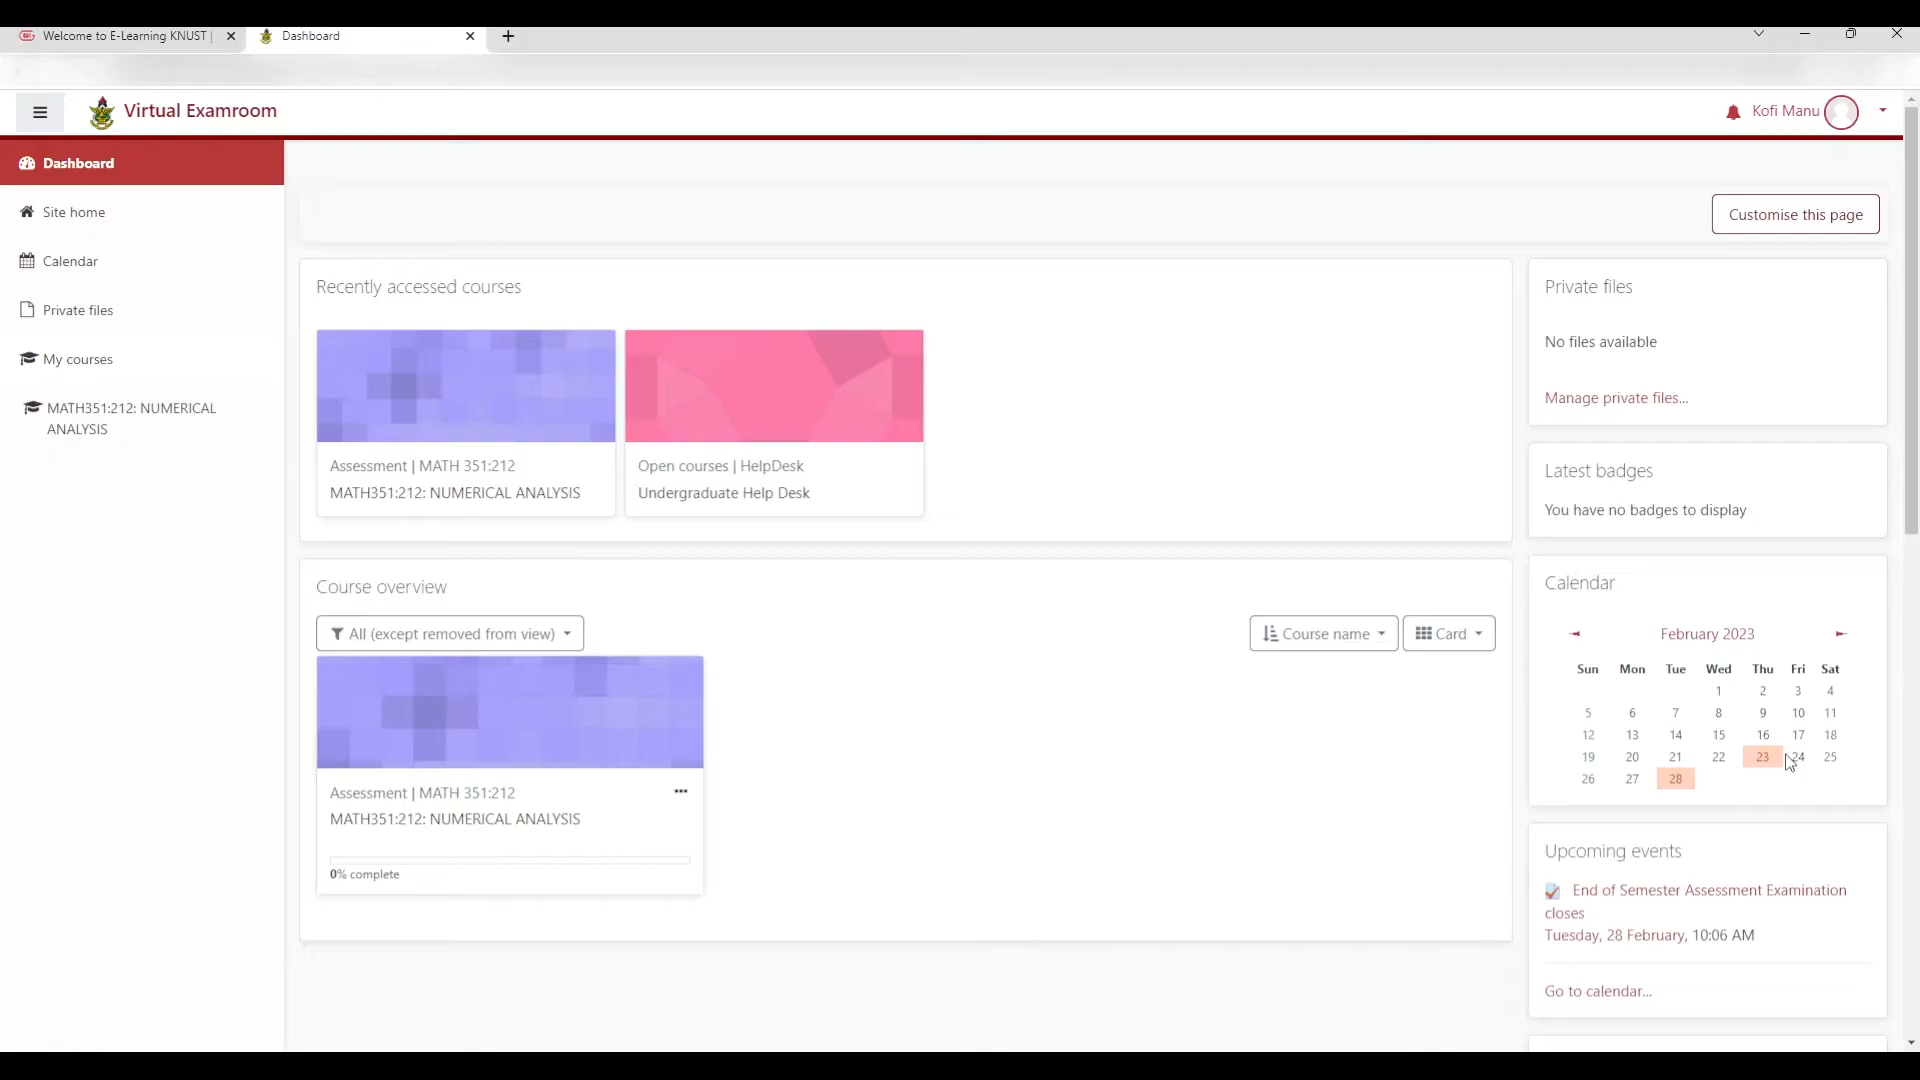 Welcome to E-Learning KNUST |
Dashboard
Virtual Examroom
Kofi Manu
Dashboard
Site home
Calendar
Private files
My courses
MATH351:212: NUMERICAL
ANALYSIS
Customise this page
Recently accessed courses
Assessment | MATH 351:212
MATH351:212: NUMERICAL ANALYSIS
Open courses | HelpDesk
Undergraduate Help Desk
Course overview
All (except removed from view)
Course name
Card
Assessment | MATH 351:212
MATH351:212: NUMERICAL ANALYSIS
0% complete
Private files
No files available
Manage private files...
Latest badges
You have no badges to display
Calendar
February 2023
Sun Mon Tue Wed Thu Fri Sat
1 2 3 4
5 6 7 8 9 10 11
12 13 14 15 16 17 18
19 20 21 22 23 24 25
26 27 28
Upcoming events
End of Semester Assessment Examination
closes
Tuesday, 28 February, 10:06 AM
Go to calendar...